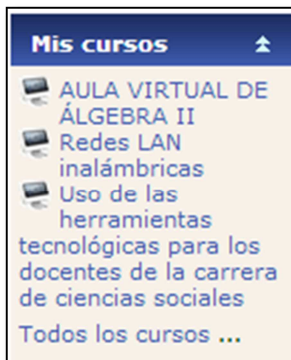 Mis cursos
AULA VIRTUAL DE
ÁLGEBRA II
Redes LAN
inalámbricas
Uso de las
herramientas
tecnológicas para los
docentes de la carrera
de ciencias sociales
Todos los cursos ...